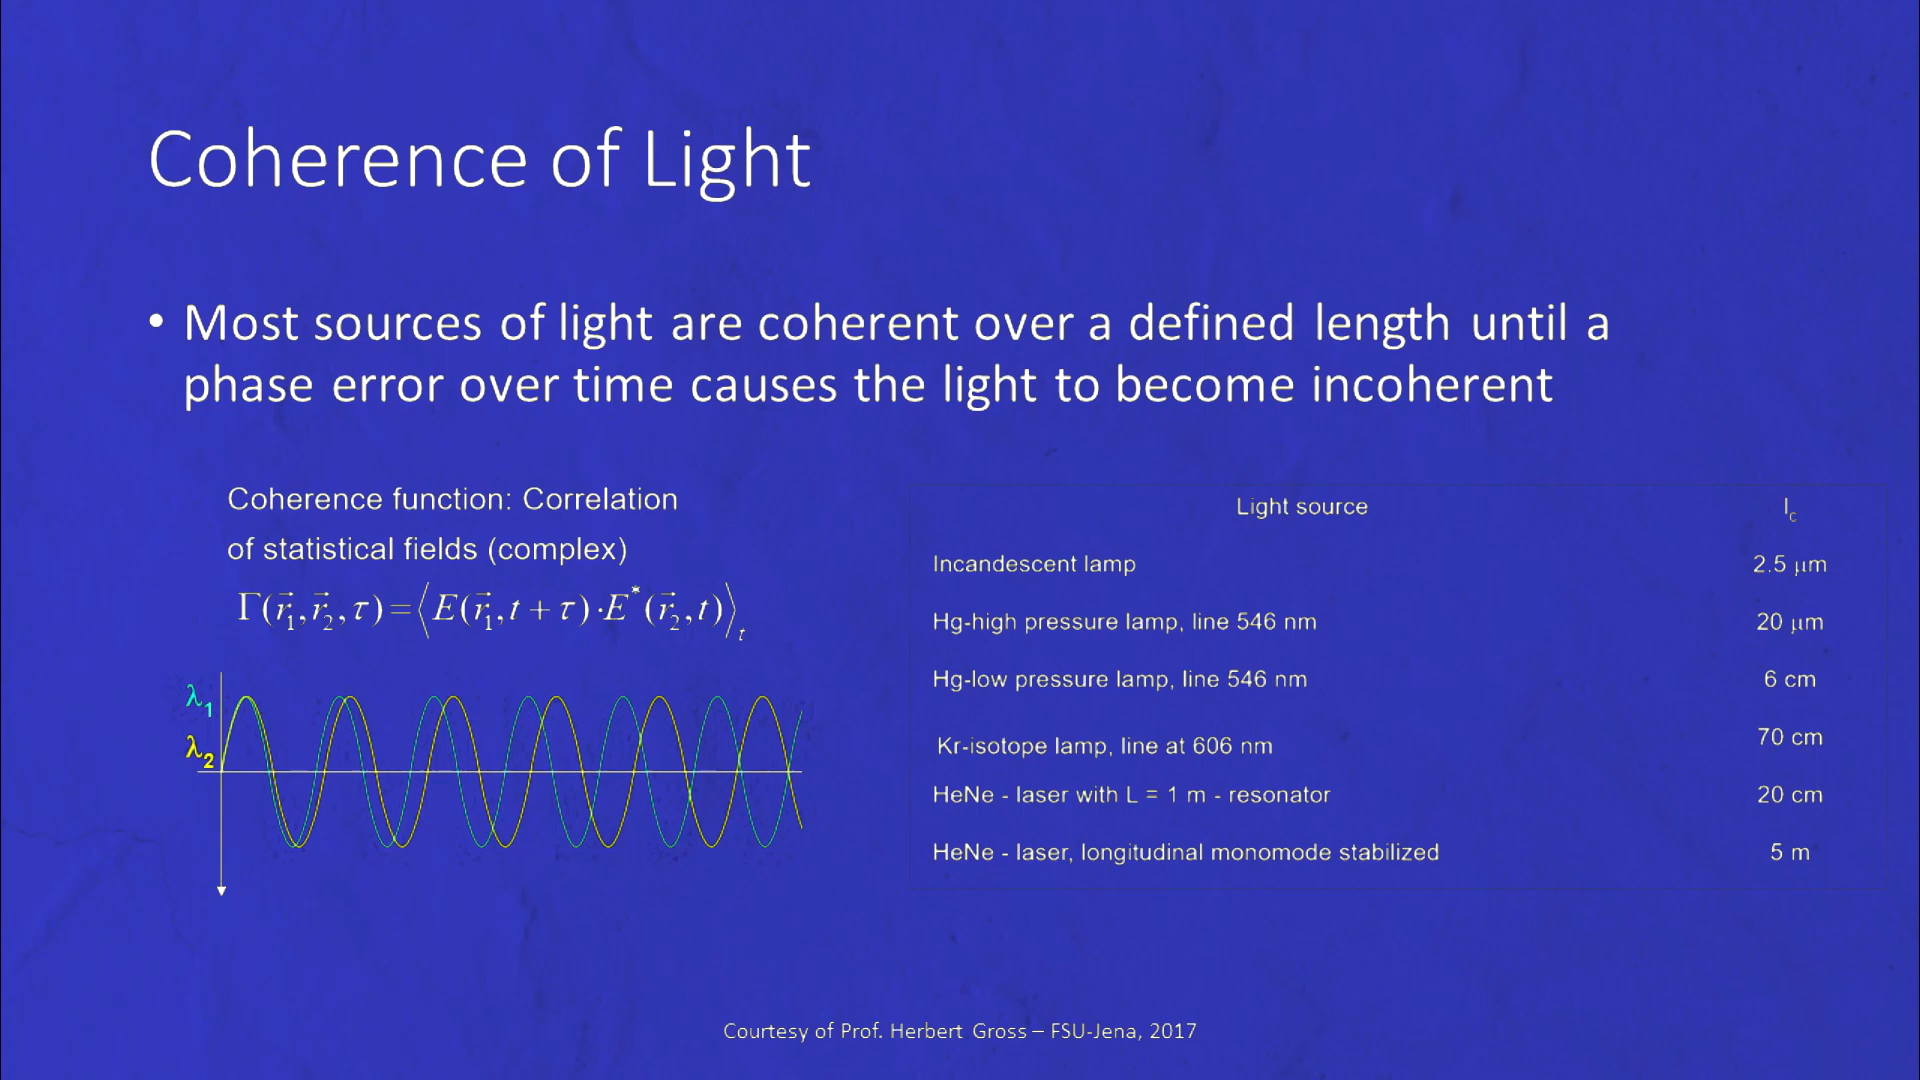 Coherence of Light
• Most sources of light are coherent over a defined length until a
phase error over time causes the light to become incoherent
Coherence function: Correlation
of statistical fields (complex)
Γ(r⃗₁,r⃗₂,τ)=⟨E(r⃗₁,t+τ)·E*(r⃗₂,t)⟩ₜ
λ₁
λ₂
Light source l_c
Incandescent lamp 2.5 μm
Hg-high pressure lamp, line 546 nm 20 μm
Hg-low pressure lamp, line 546 nm 6 cm
Kr-isotope lamp, line at 606 nm 70 cm
HeNe - laser with L = 1 m - resonator 20 cm
HeNe - laser, longitudinal monomode stabilized 5 m
Courtesy of Prof. Herbert Gross – FSU-Jena, 2017